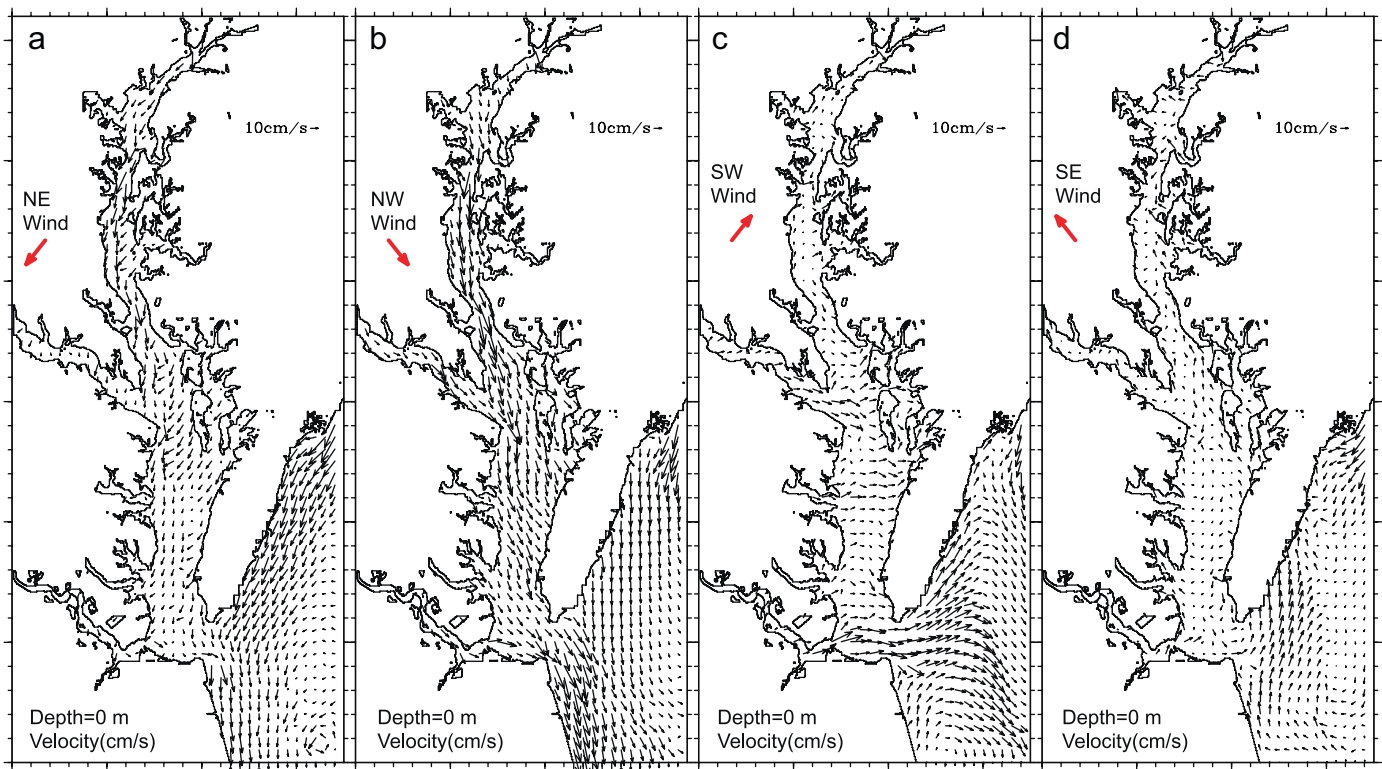 a
10cm/s
NE
Wind
Depth=0 m
Velocity(cm/s)
b
10cm/s
NW
Wind
Depth=0 m
Velocity(cm/s)
c
10cm/s
SW
Wind
Depth=0 m
Velocity(cm/s)
d
10cm/s
SE
Wind
Depth=0 m
Velocity(cm/s)